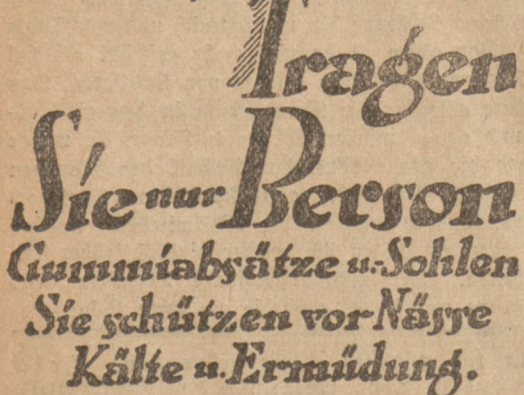 Tragen
Sie nur Berson
Gummiabsätze u.-Sohlen
Sie schützen vor Nässe
Kälte u. Ermüdung.